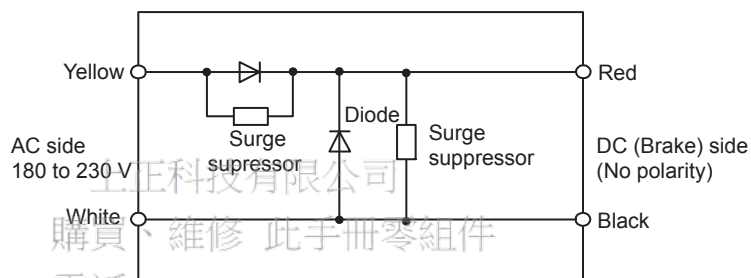 Yellow
Red
Diode
AC side
180 to 230 V
Surge
supressor
Surge
suppressor
DC (Brake) side
(No polarity)
White
Black
上正科技有限公司
購買、維修 此手冊零組件